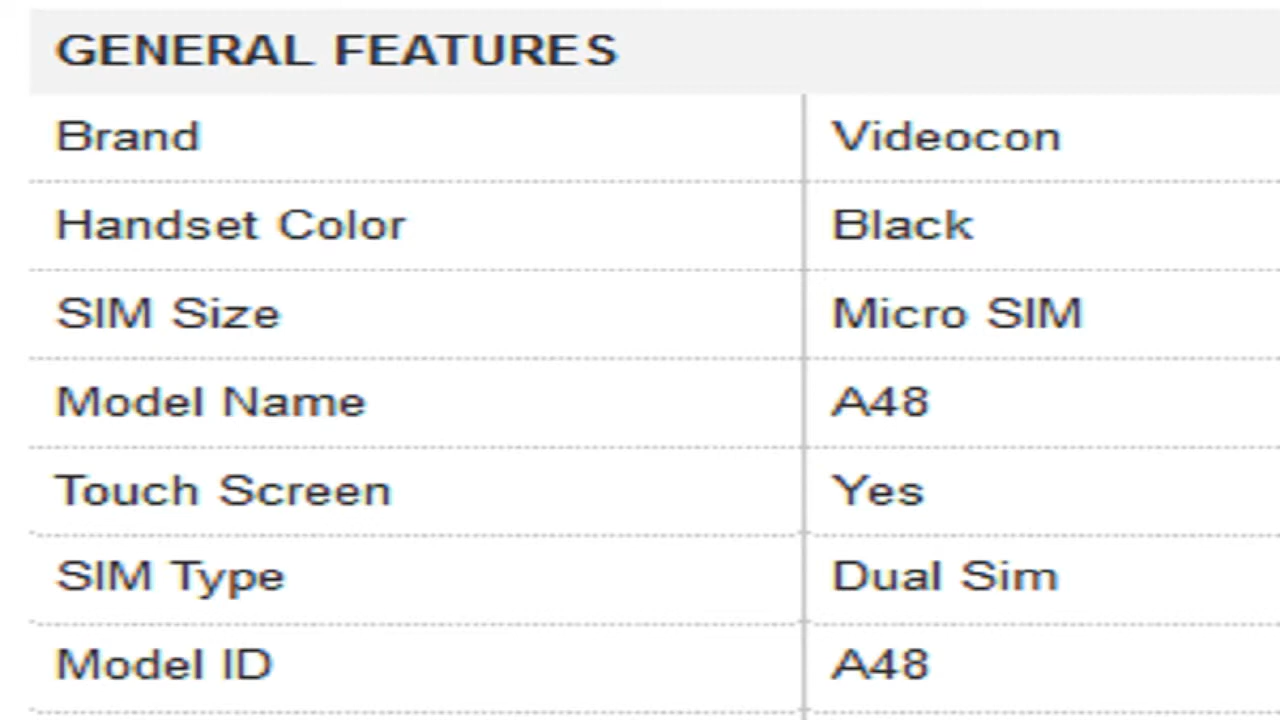 GENERAL FEATURES
Brand Videocon
Handset Color Black
SIM Size Micro SIM
Model Name A48
Touch Screen Yes
SIM Type Dual Sim
Model ID A48